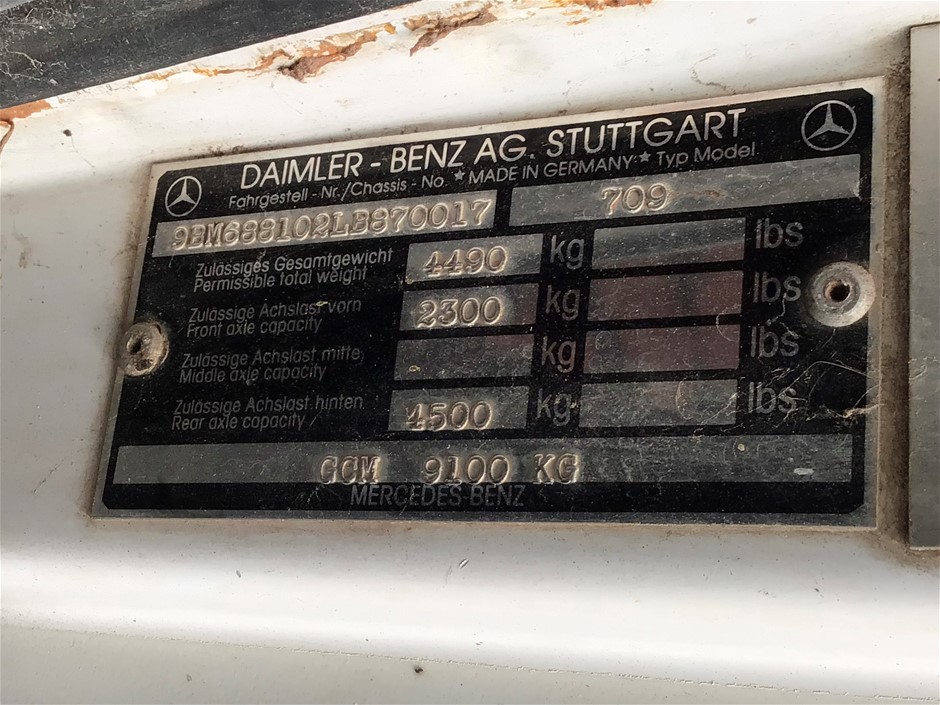 DAIMLER - BENZ AG. STUTTGART
Fahrgestell - Nr./Chassis - No. * MADE IN GERMANY * Typ Model
9BM688102LB870017 709
Zulässiges Gesamtgewicht 4490 kg lbs
Permissible total weight
Zulässige Achslast vorn 2300 kg lbs
Front axle capacity
Zulässige Achslast mitte kg lbs
Middle axle capacity
Zulässige Achslast hinten 4500 kg lbs
Rear axle capacity
GCM 9100 KG
MERCEDES-BENZ